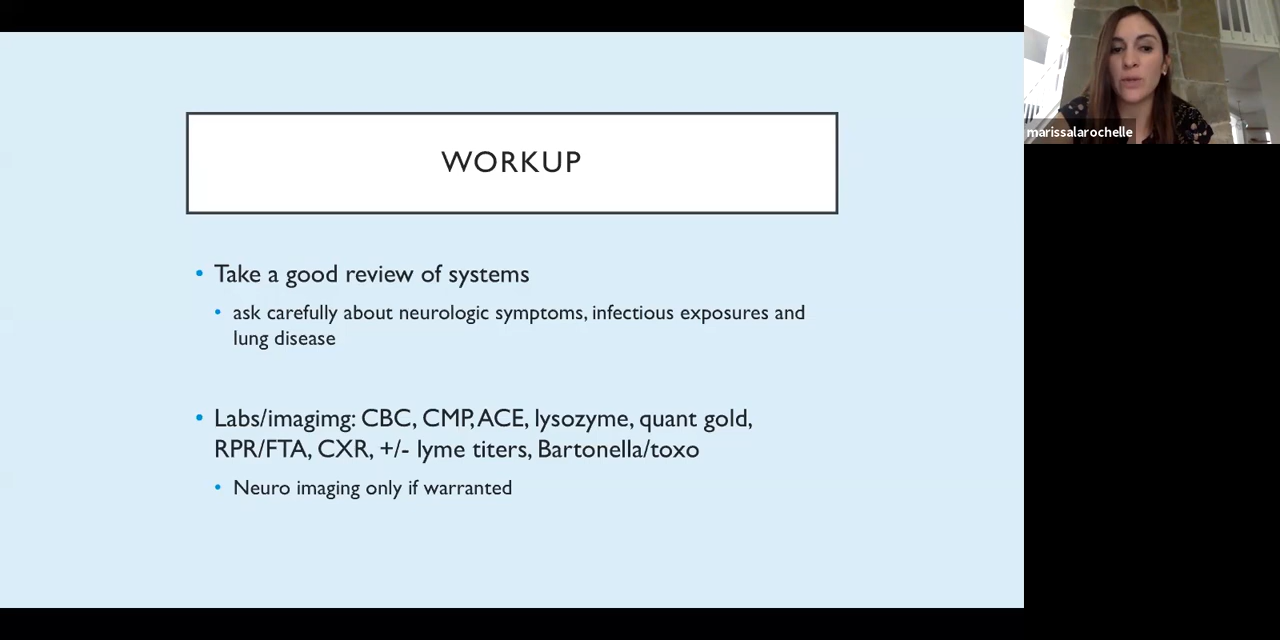 WORKUP
• Take a good review of systems
• ask carefully about neurologic symptoms, infectious exposures and
lung disease
• Labs/imagimg: CBC, CMP, ACE, lysozyme, quant gold,
RPR/FTA, CXR, +/- lyme titers, Bartonella/toxo
• Neuro imaging only if warranted
marissalarochelle